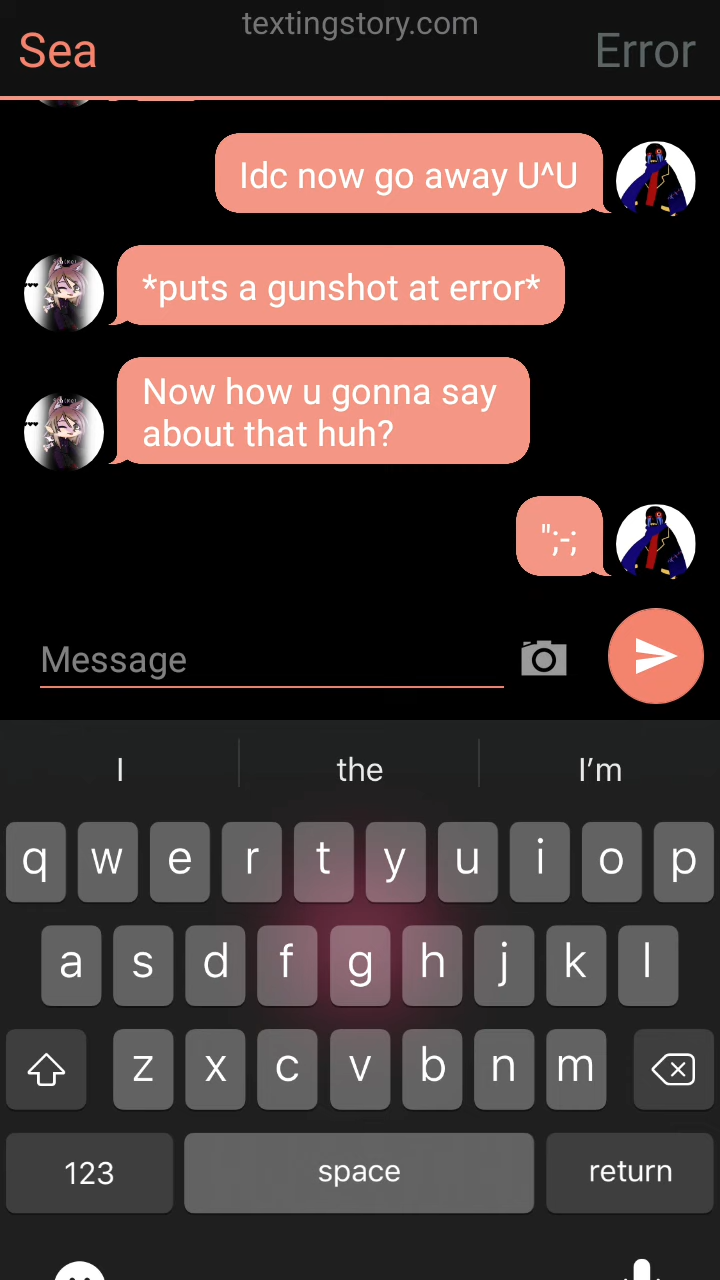 textingstory.com
Sea
Error
Idc now go away U^U
*puts a gunshot at error*
Now how u gonna say
about that huh?
";-;
Message
I
the
I’m
q w e r t y u i o p
a s d f g h j k l
z x c v b n m
123
space
return